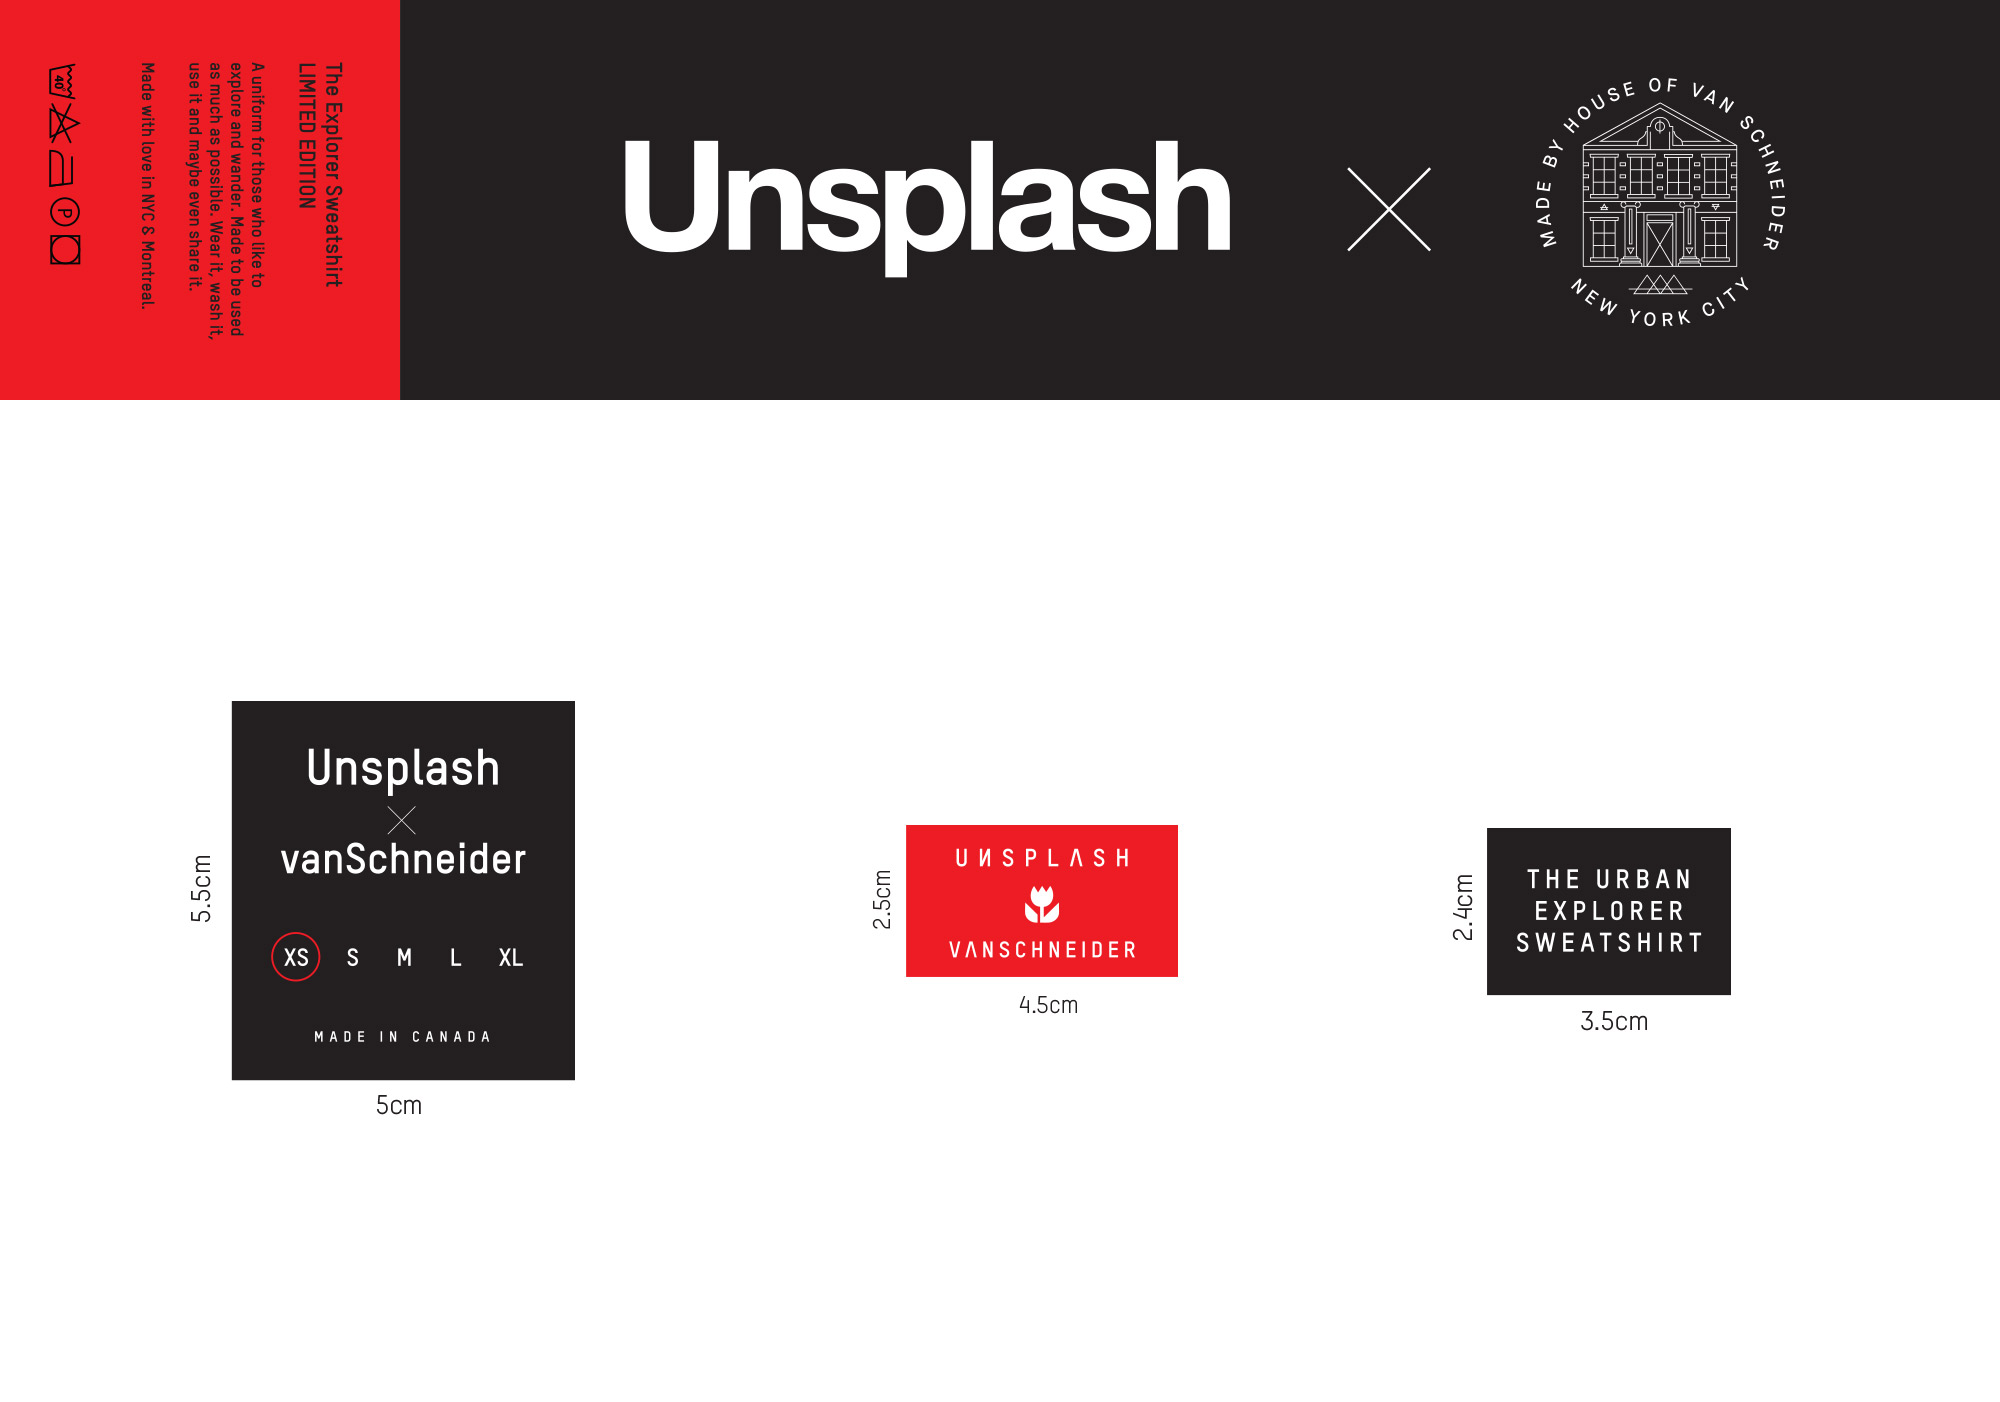 The Explorer Sweatshirt
LIMITED EDITION
A uniform for those who like to
explore and wander. Made to be used
as much as possible. Wear it, wash it,
use it and maybe even share it.
Made with love in NYC & Montreal.
40°
P
Unsplash
MADE BY HOUSE OF VAN SCHNEIDER
NEW YORK CITY
Unsplash
vanSchneider
XS S M L XL
MADE IN CANADA
5.5cm
5cm
UNSPLASH
VANSCHNEIDER
2.5cm
4.5cm
THE URBAN
EXPLORER
SWEATSHIRT
2.4cm
3.5cm